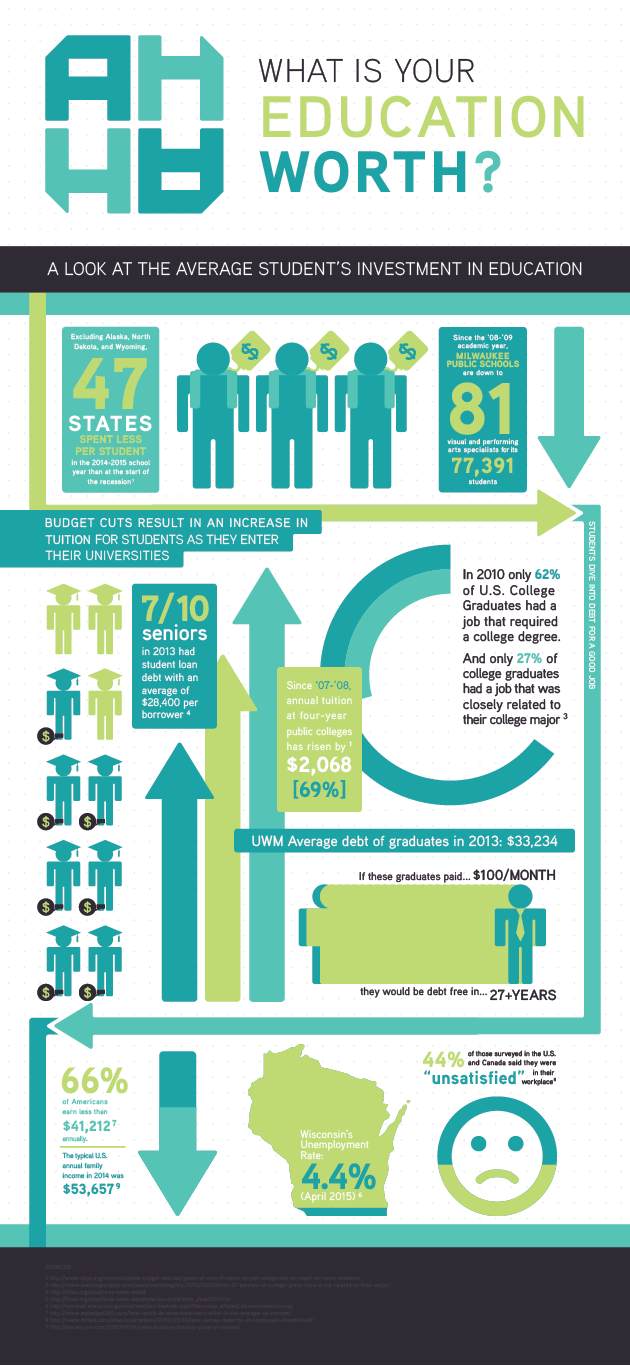 WHAT IS YOUR
EDUCATION
WORTH?
A LOOK AT THE AVERAGE STUDENT'S INVESTMENT IN EDUCATION
Excluding Alaska, North
Dakota, and Wyoming,
47
STATES
SPENT LESS
PER STUDENT
in the 2014-2015 school
year than at the start of
the recession¹
$
$
$
Since the '08-'09
academic year,
MILWAUKEE
PUBLIC SCHOOLS
are down to
81
visual and performing
arts specialists for its
77,391
students
BUDGET CUTS RESULT IN AN INCREASE IN
TUITION FOR STUDENTS AS THEY ENTER
THEIR UNIVERSITIES
STUDENTS DIVE INTO DEBT FOR A GOOD JOB
7/10
seniors
in 2013 had
student loan
debt with an
average of
$28,400 per
borrower ⁴
$
$
$
$
$
$
$
Since '07-'08,
annual tuition
at four-year
public colleges
has risen by ¹
$2,068
[69%]
In 2010 only 62%
of U.S. College
Graduates had a
job that required
a college degree.
And only 27% of
college graduates
had a job that was
closely related to
their college major ³
UWM Average debt of graduates in 2013: $33,234
If these graduates paid... $100/MONTH
they would be debt free in... 27+YEARS
66%
of Americans
earn less than
$41,212⁷
annually.
The typical U.S.
annual family
income in 2014 was
$53,657⁹
Wisconsin's
Unemployment
Rate:
4.4%
(April 2015) ⁶
44% of those surveyed in the U.S.
and Canada said they were
"unsatisfied" in their
workplace⁸
SOURCES